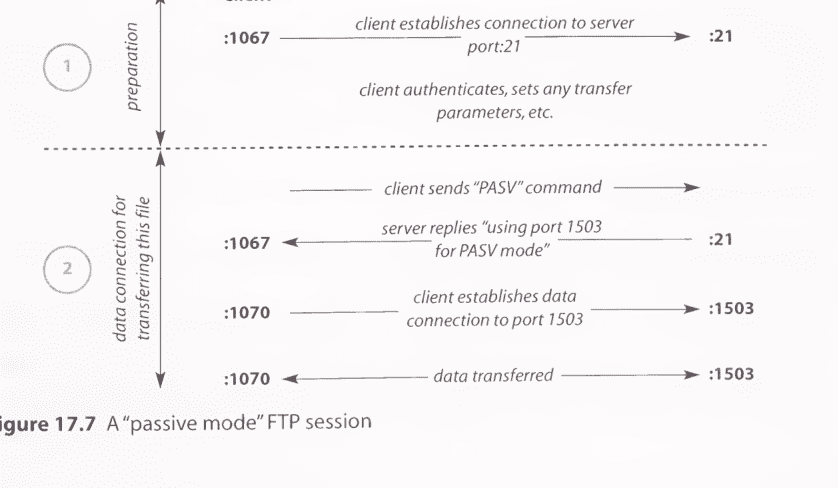 client establishes connection to server
:1067 :21
port:21
1
preparation
client authenticates, sets any transfer
parameters, etc.
client sends "PASV" command
server replies "using port 1503
:1067 :21
for PASV mode"
2
data connection for
transferring this file
client establishes data
:1070 :1503
connection to port 1503
:1070 data transferred :1503
igure 17.7 A "passive mode" FTP session